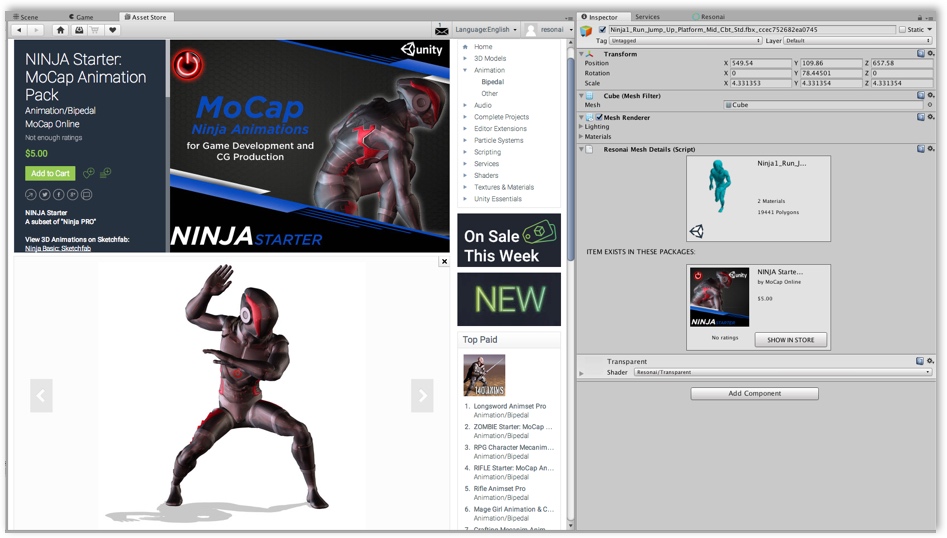 Scene
Game
Asset Store
1
Language:English
resonai
NINJA Starter:
MoCap Animation
Pack
Animation/Bipedal
MoCap Online
Not enough ratings
$5.00
Add to Cart
NINJA Starter
A subset of "Ninja PRO"
View 3D Animations on Sketchfab:
Ninja Basic: Sketchfab
unity
MoCap
Ninja Animations
for Game Development and
CG Production
NINJA STARTER
Home
3D Models
Animation
Bipedal
Other
Audio
Complete Projects
Editor Extensions
Particle Systems
Scripting
Services
Shaders
Textures & Materials
Unity Essentials
On Sale
This Week
NEW
Top Paid
140 ANIMS
1. Longsword Animset Pro
Animation/Bipedal
2. ZOMBIE Starter: MoCap ...
Animation/Bipedal
3. RPG Character Mecanim...
Animation/Bipedal
4. RIFLE Starter: MoCap An...
Animation/Bipedal
5. Rifle Animset Pro
Animation/Bipedal
6. Mage Girl Animation & C...
Animation/Bipedal
7. Crafting Mecanim Anim...
Inspector
Services
Resonai
Ninja1_Run_Jump_Up_Platform_Mid_Cbt_Std.fbx_ccec752682ea0745
Static
Tag Untagged
Layer Default
Transform
Position X 549.54 Y 109.86 Z 657.58
Rotation X 0 Y 78.44501 Z 0
Scale X 4.331353 Y 4.331354 Z 4.331354
Cube (Mesh Filter)
Mesh Cube
Mesh Renderer
Lighting
Materials
Resonai Mesh Details (Script)
Ninja1_Run_J...
2 Materials
19441 Polygons
ITEM EXISTS IN THESE PACKAGES:
unity
MoCap
NINJA STARTER
NINJA Starte...
by MoCap Online
$5.00
No ratings
SHOW IN STORE
Transparent
Shader Resonai/Transparent
Add Component